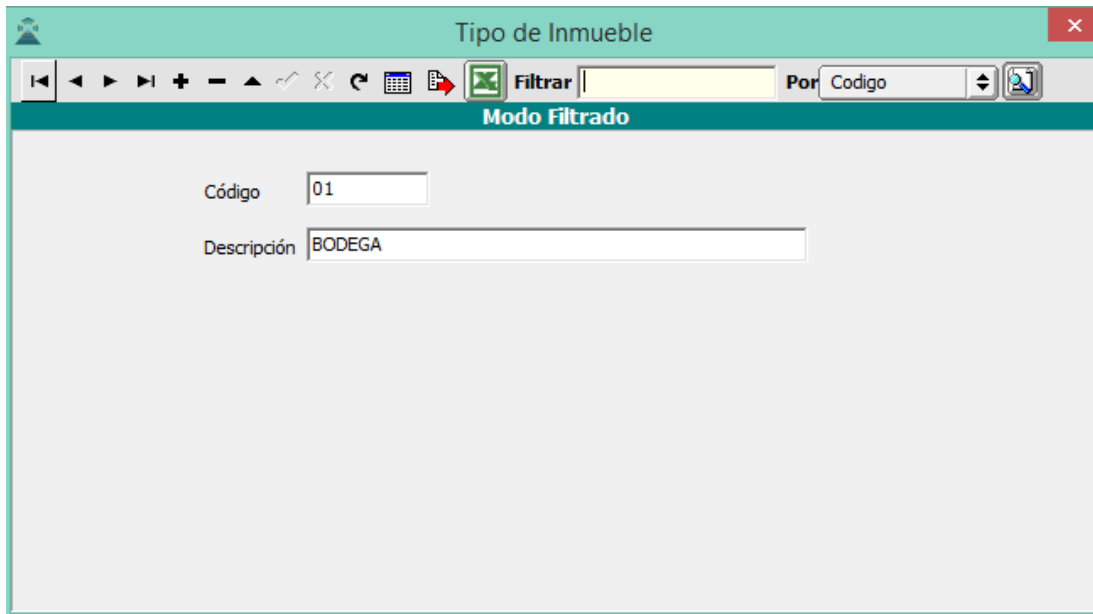 Tipo de Inmueble
Filtrar Por Codigo
Modo Filtrado
Código 01
Descripción BODEGA